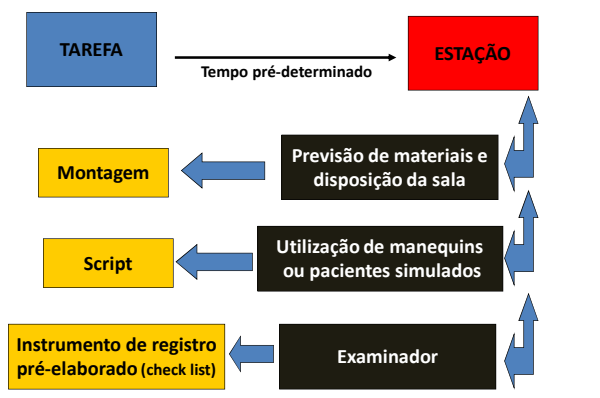 TAREFA
Tempo pré-determinado
ESTAÇÃO
Montagem
Previsão de materiais e
disposição da sala
Script
Utilização de manequins
ou pacientes simulados
Instrumento de registro
pré-elaborado (check list)
Examinador